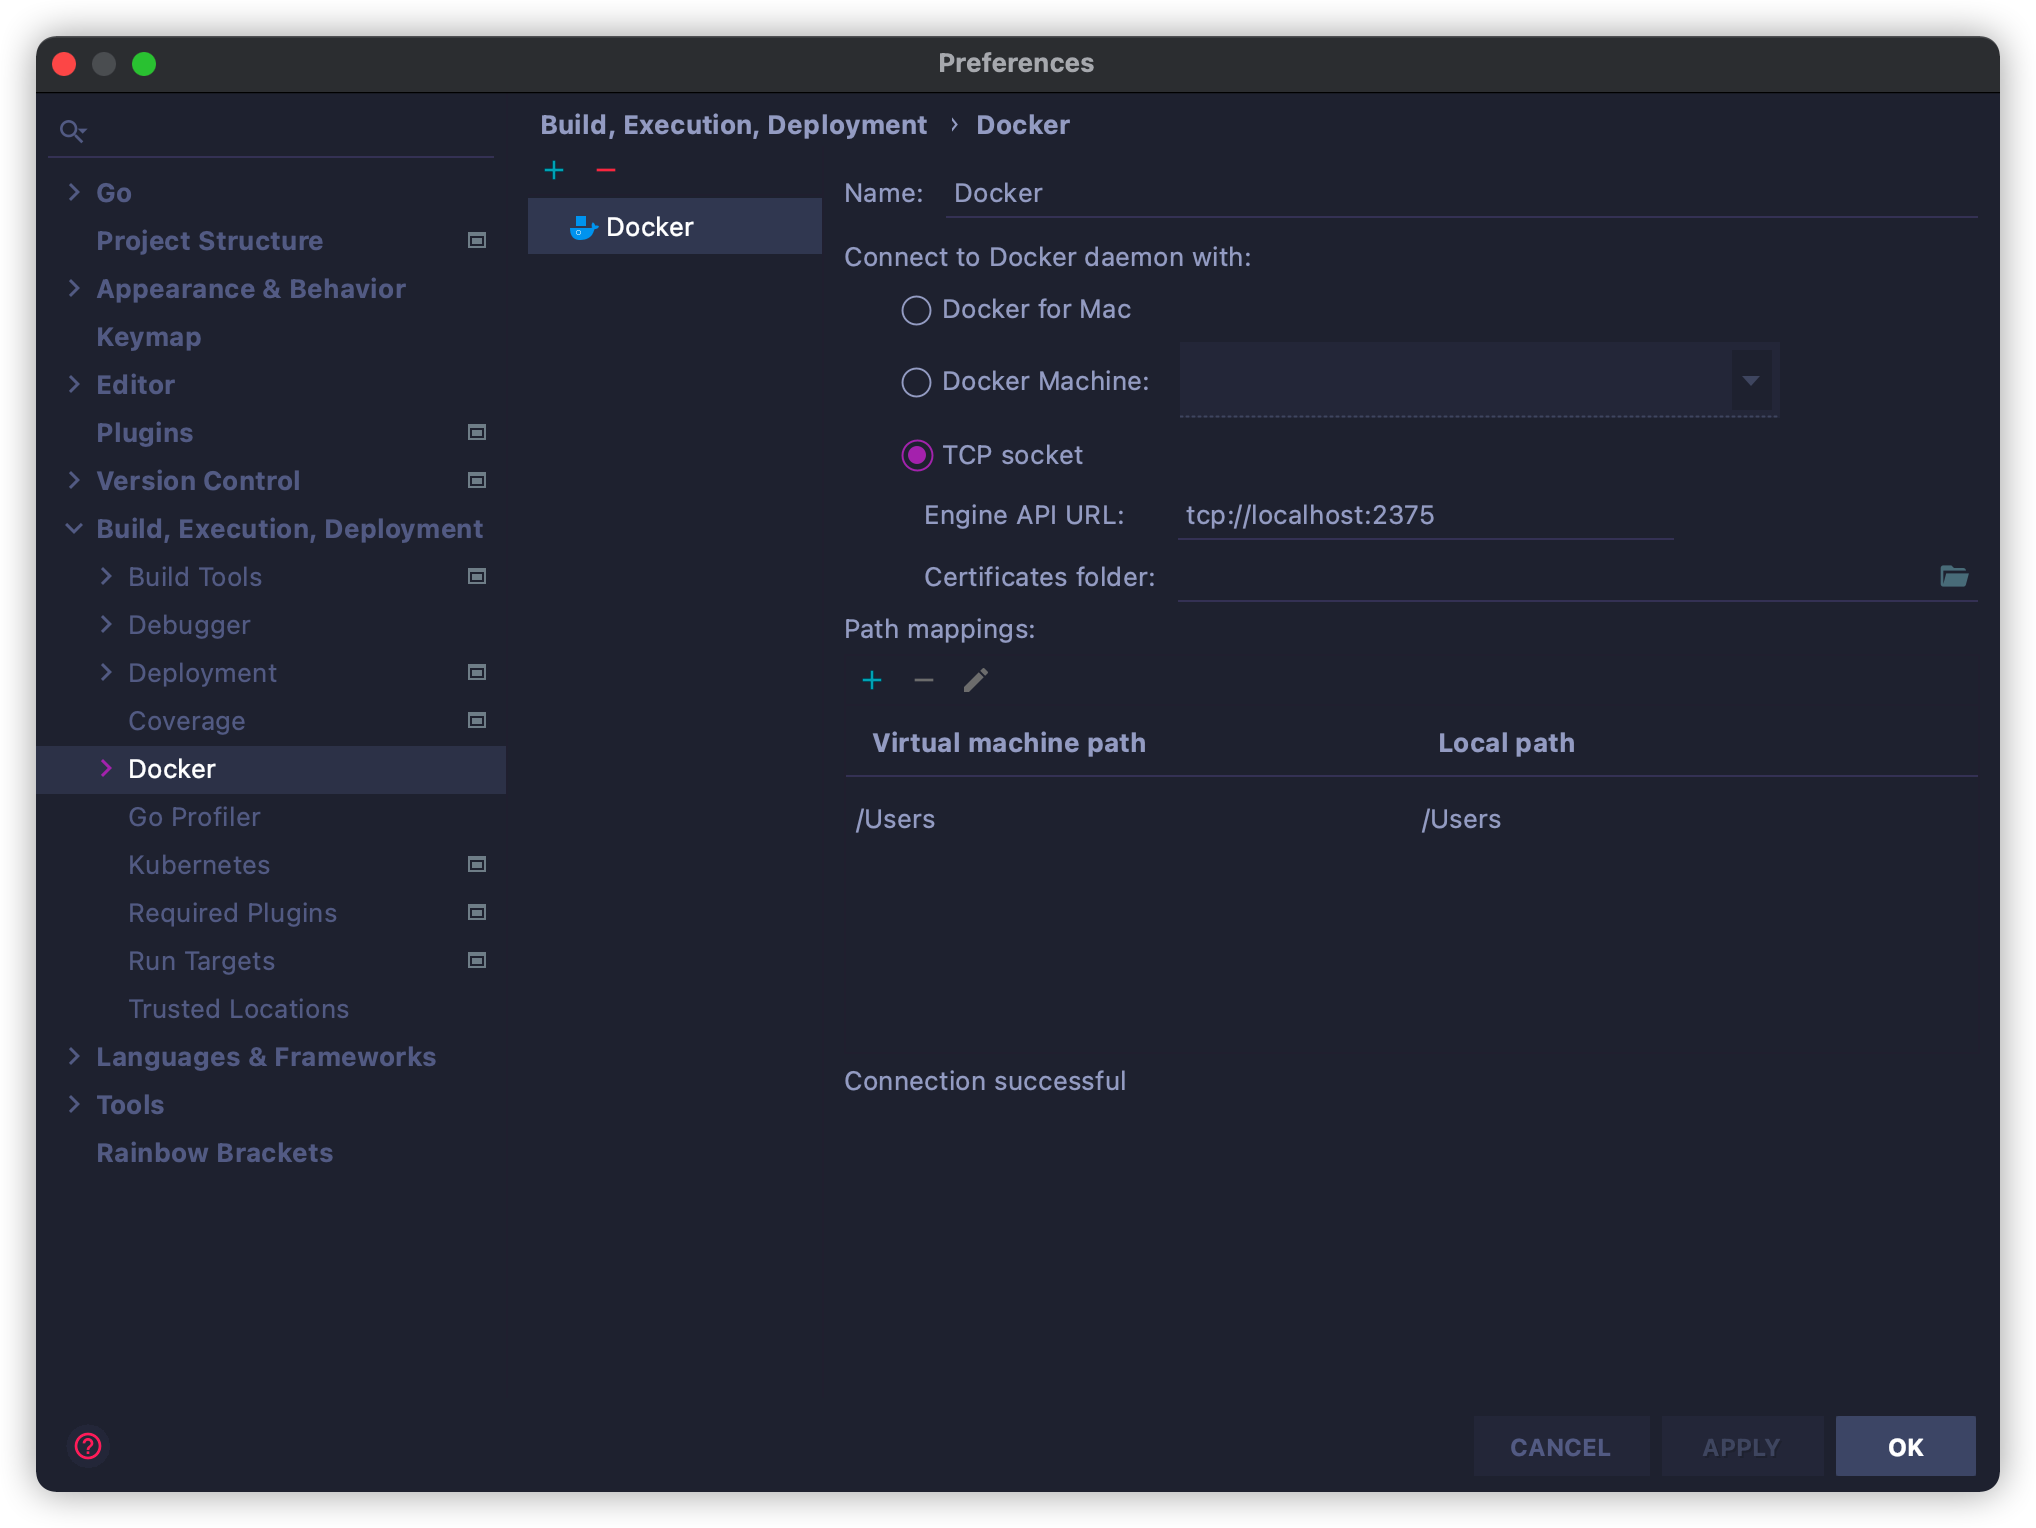 Preferences
Go
Project Structure
Appearance & Behavior
Keymap
Editor
Plugins
Version Control
Build, Execution, Deployment
Build Tools
Debugger
Deployment
Coverage
Docker
Go Profiler
Kubernetes
Required Plugins
Run Targets
Trusted Locations
Languages & Frameworks
Tools
Rainbow Brackets
Build, Execution, Deployment › Docker
Docker
Name: Docker
Connect to Docker daemon with:
Docker for Mac
Docker Machine:
TCP socket
Engine API URL: tcp://localhost:2375
Certificates folder:
Path mappings:
Virtual machine path Local path
/Users /Users
Connection successful
CANCEL APPLY OK